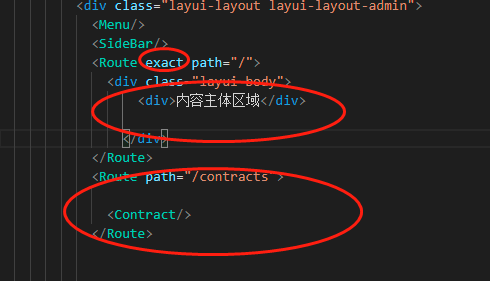 <div class="layui-layout layui-layout-admin">
<Menu/>
<SideBar/>
<Route exact path="/">
<div class="layui-body">
<div>内容主体区域</div>
</div>
</Route>
<Route path="/contracts">
<Contract/>
</Route>